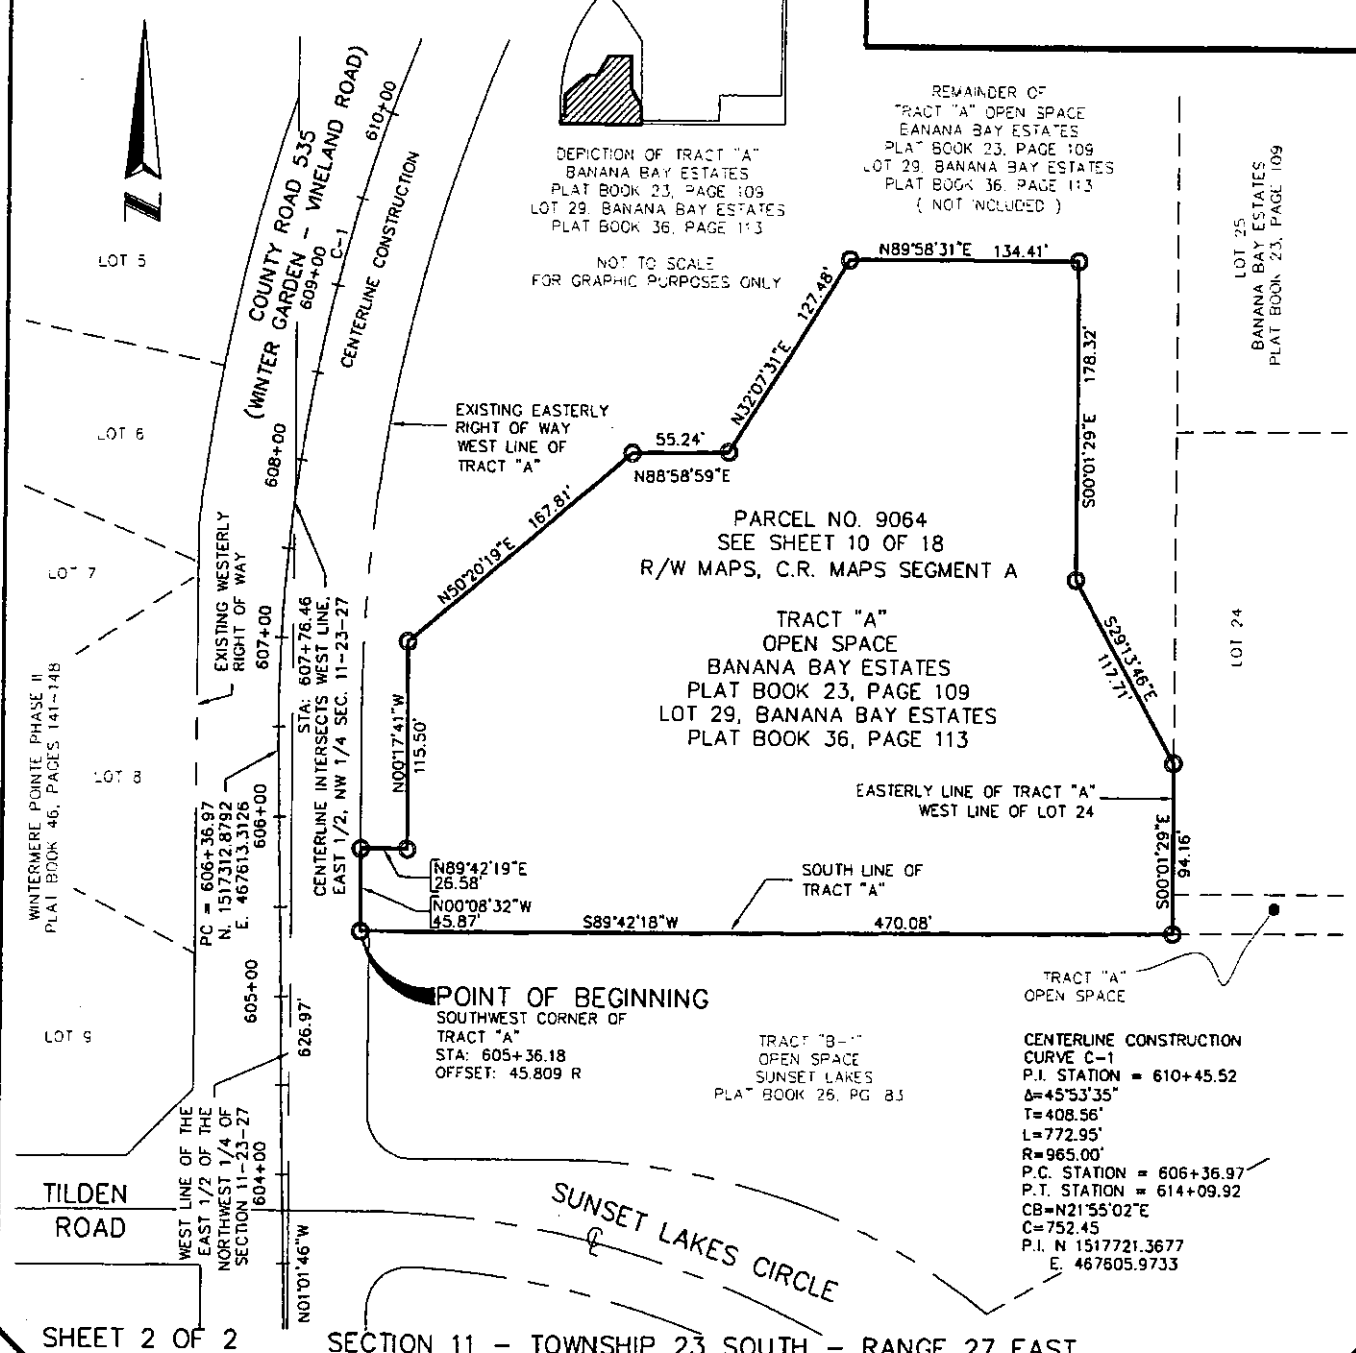 COUNTY ROAD 535
(WINTER GARDEN - VINELAND ROAD)
610+00
609+00
C-1
608+00
607+00
606+00
605+00
604+00
CENTERLINE CONSTRUCTION
DEPICTION OF TRACT "A"
BANANA BAY ESTATES
PLAT BOOK 23, PAGE 109
LOT 29, BANANA BAY ESTATES
PLAT BOOK 36, PAGE 113
NOT TO SCALE
FOR GRAPHIC PURPOSES ONLY
REMAINDER OF
TRACT "A" OPEN SPACE
BANANA BAY ESTATES
PLAT BOOK 23, PAGE 109
LOT 29, BANANA BAY ESTATES
PLAT BOOK 36, PAGE 113
( NOT INCLUDED )
LOT 25
BANANA BAY ESTATES
PLAT BOOK 23, PAGE 109
LOT 5
LOT 6
LOT 7
LOT 8
LOT 9
WINTERMERE POINTE PHASE II
PLAT BOOK 46, PAGES 141-148
N89°58'31"E 134.41'
N32°07'31"E 127.48'
178.32'
S00°01'29"E
EXISTING EASTERLY
RIGHT OF WAY
WEST LINE OF
TRACT "A"
55.24'
N88°58'59"E
N50°20'19"E 167.81'
PARCEL NO. 9064
SEE SHEET 10 OF 18
R/W MAPS, C.R. MAPS SEGMENT A
TRACT "A"
OPEN SPACE
BANANA BAY ESTATES
PLAT BOOK 23, PAGE 109
LOT 29, BANANA BAY ESTATES
PLAT BOOK 36, PAGE 113
EXISTING WESTERLY
RIGHT OF WAY
STA: 607+76.46
CENTERLINE INTERSECTS WEST LINE,
EAST 1/2, NW 1/4 SEC. 11-23-27
N00°17'41"W
115.50'
S29°13'46"E
117.71'
LOT 24
PC = 606+36.97
N. 1517312.8792
E. 467613.3126
EASTERLY LINE OF TRACT "A"
WEST LINE OF LOT 24
S00°01'29"E
94.16'
N89°42'19"E
26.58'
N00°08'32"W
45.87'
SOUTH LINE OF
TRACT "A"
S89°42'18"W 470.08'
POINT OF BEGINNING
SOUTHWEST CORNER OF
TRACT "A"
STA: 605+36.18
OFFSET: 45.809 R
626.97'
TRACT "B-1"
OPEN SPACE
SUNSET LAKES
PLAT BOOK 26, PG 83
TRACT "A"
OPEN SPACE
CENTERLINE CONSTRUCTION
CURVE C-1
P.I. STATION = 610+45.52
Δ=45°53'35"
T=408.56'
L=772.95'
R=965.00'
P.C. STATION = 606+36.97
P.T. STATION = 614+09.92
CB=N21°55'02"E
C=752.45
P.I. N 1517721.3677
E. 467605.9733
WEST LINE OF THE
EAST 1/2 OF THE
NORTHWEST 1/4 OF
SECTION 11-23-27
N01°01'46"W
TILDEN
ROAD
SUNSET LAKES CIRCLE
℄
SHEET 2 OF 2
SECTION 11 - TOWNSHIP 23 SOUTH - RANGE 27 EAST